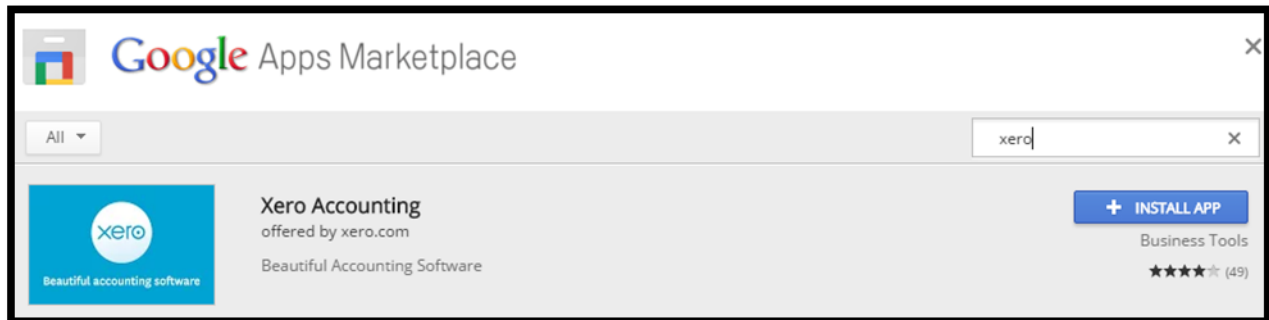 Google Apps Marketplace
All
xero
xero
Beautiful accounting software
Xero Accounting
offered by xero.com
Beautiful Accounting Software
+ INSTALL APP
Business Tools
(49)